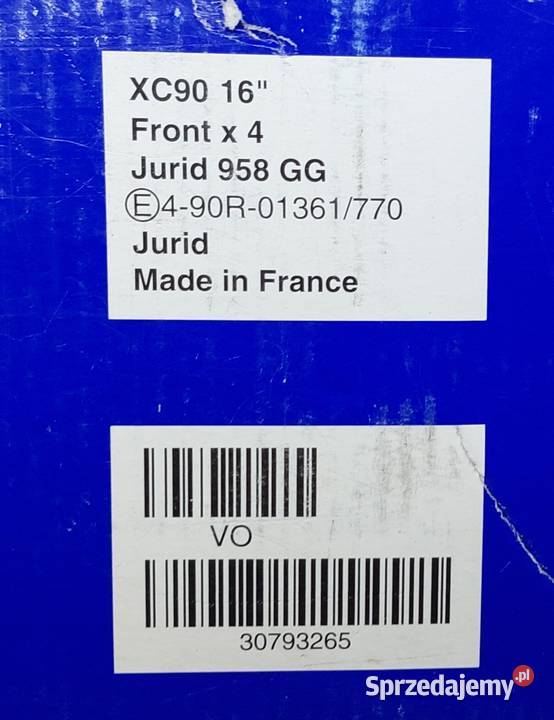 XC90 16"
Front x 4
Jurid 958 GG
Ⓔ4-90R-01361/770
Jurid
Made in France
VO
30793265
Sprzedajemy.pl